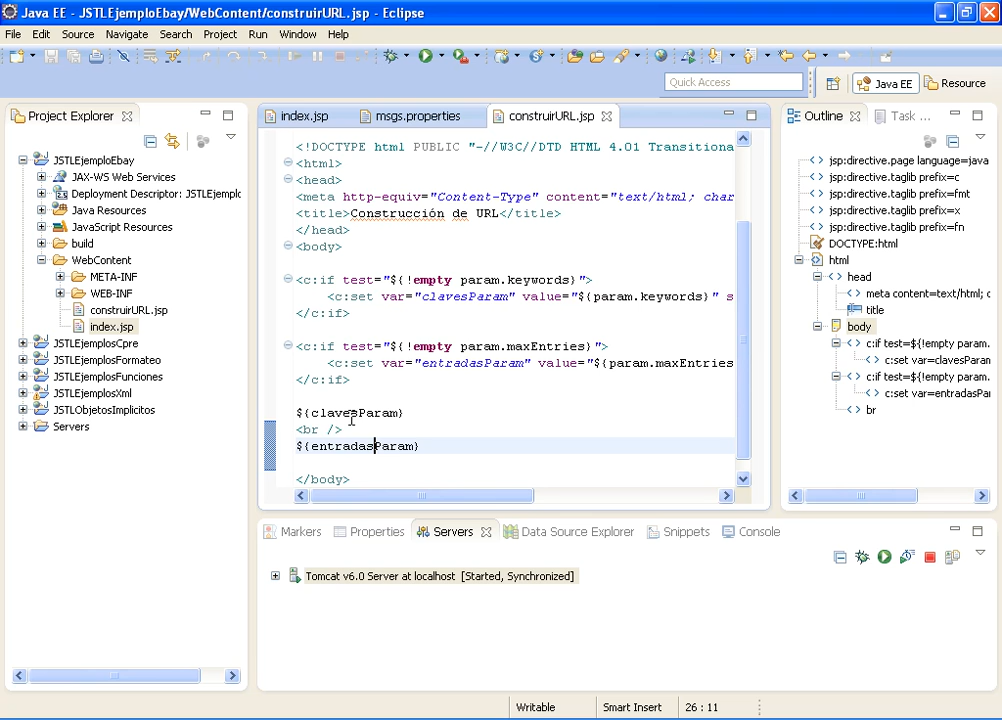 Java EE - JSTLEjemploEbay/WebContent/construirURL.jsp - Eclipse
File Edit Source Navigate Search Project Run Window Help
Quick Access
Java EE
Resource
Project Explorer
JSTLEjemploEbay
JAX-WS Web Services
Deployment Descriptor: JSTLEjemplo
Java Resources
JavaScript Resources
build
WebContent
META-INF
WEB-INF
construirURL.jsp
index.jsp
JSTLEjemplosCpre
JSTLEjemplosFormateo
JSTLEjemplosFunciones
JSTLEjemplosXml
JSTLObjetosImplicitos
Servers
index.jsp
msgs.properties
construirURL.jsp
<!DOCTYPE html PUBLIC "-//W3C//DTD HTML 4.01 Transitiona
<html>
<head>
<meta http-equiv="Content-Type" content="text/html; char
<title>Construcción de URL</title>
</head>
<body>
<c:if test="${!empty param.keywords}">
<c:set var="clavesParam" value="${param.keywords}" s
</c:if>
<c:if test="${!empty param.maxEntries}">
<c:set var="entradasParam" value="${param.maxEntries
</c:if>
${clavesParam}
<br />
${entradasParam}
</body>
Outline
Task ...
jsp:directive.page language=java
jsp:directive.taglib prefix=c
jsp:directive.taglib prefix=fmt
jsp:directive.taglib prefix=x
jsp:directive.taglib prefix=fn
DOCTYPE:html
html
head
meta content=text/html; c
title
body
c:if test=${!empty param.
c:set var=clavesParam
c:if test=${!empty param.
c:set var=entradasPar
br
Markers
Properties
Servers
Data Source Explorer
Snippets
Console
Tomcat v6.0 Server at localhost [Started, Synchronized]
Writable
Smart Insert
26 : 11